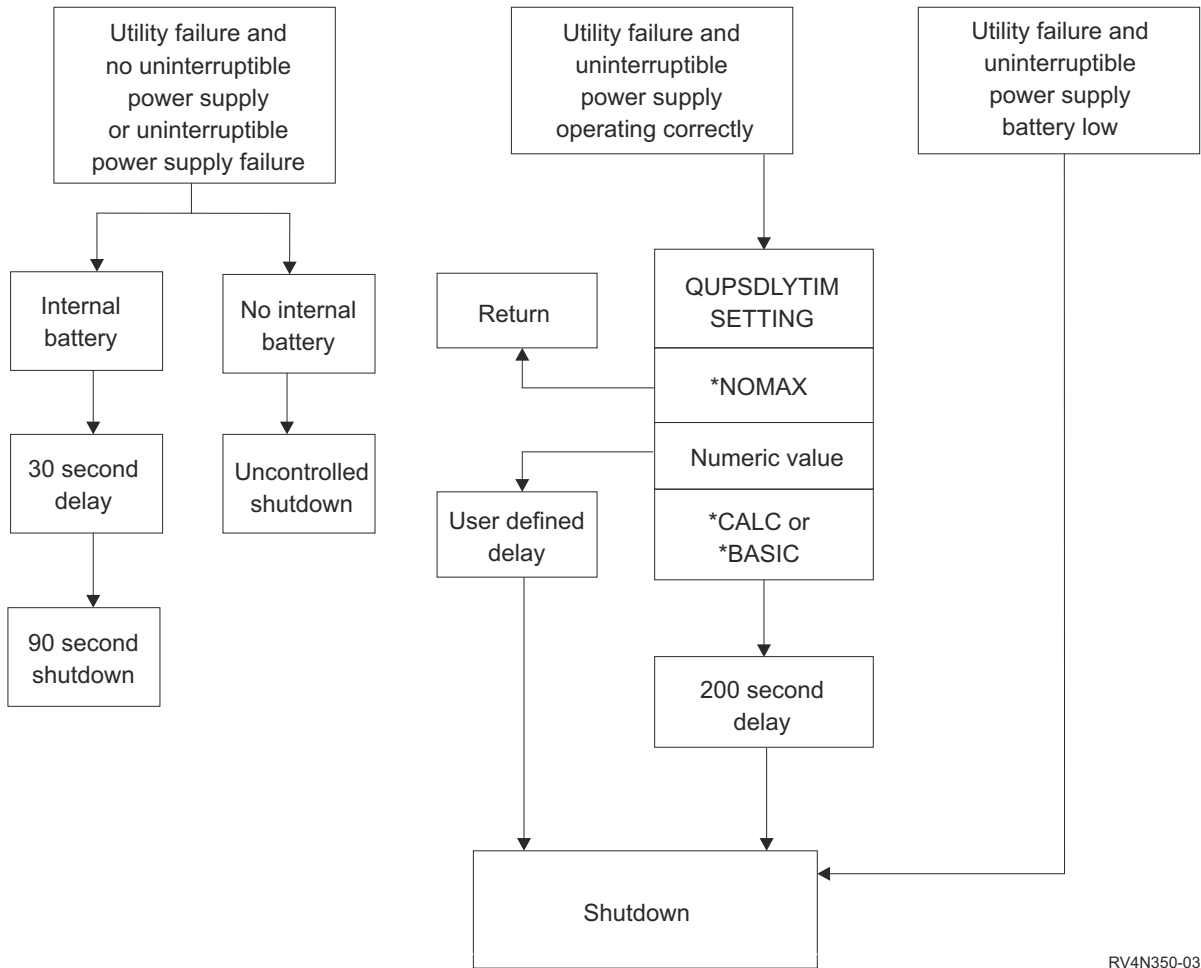 Utility failure and
no uninterruptible
power supply
or uninterruptible
power supply failure
Utility failure and
uninterruptible
power supply
operating correctly
Utility failure and
uninterruptible
power supply
battery low
Internal
battery
No internal
battery
Return
QUPSDLYTIM
SETTING
*NOMAX
Numeric value
*CALC or
*BASIC
30 second
delay
Uncontrolled
shutdown
User defined
delay
90 second
shutdown
200 second
delay
Shutdown
RV4N350-03